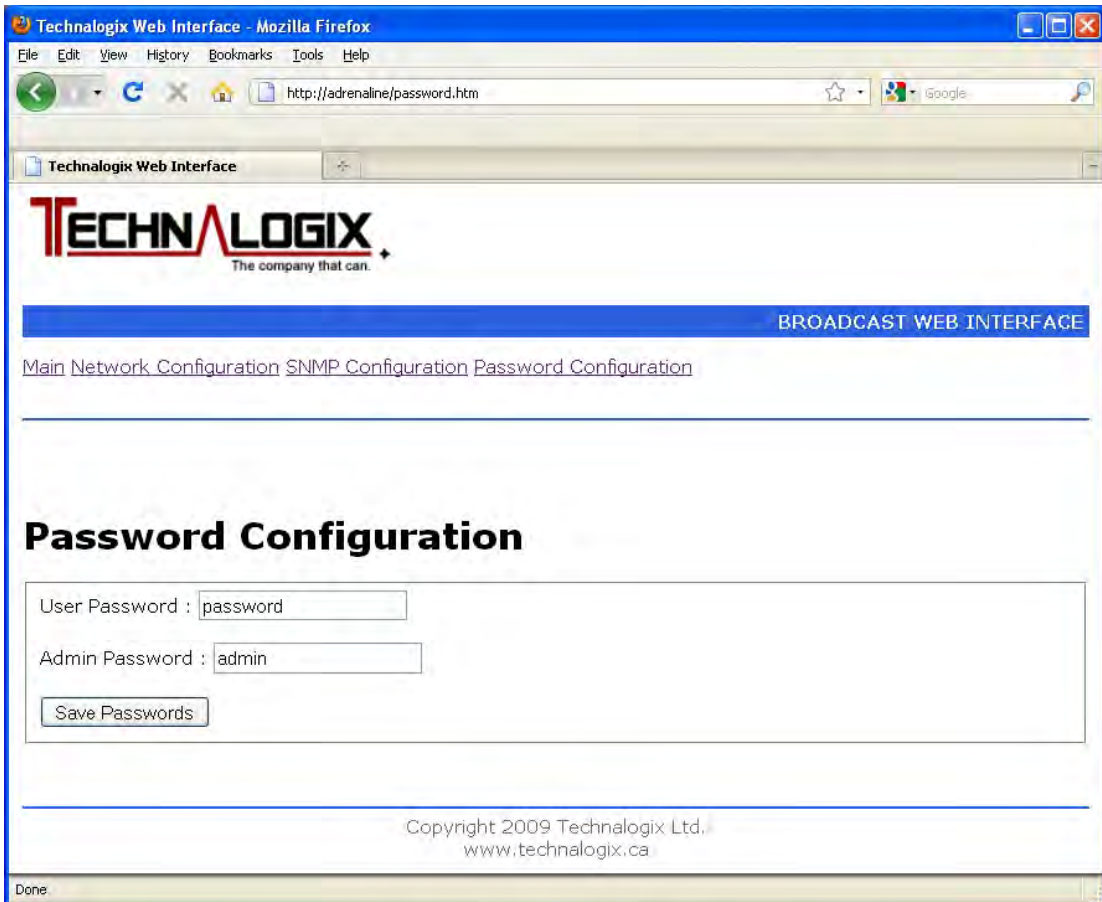 Technalogix Web Interface - Mozilla Firefox
File Edit View History Bookmarks Tools Help
http://adrenaline/password.htm Google
Technalogix Web Interface
TECHNALOGIX
The company that can.
BROADCAST WEB INTERFACE
Main Network Configuration SNMP Configuration Password Configuration
Password Configuration
User Password : password
Admin Password : admin
Save Passwords
Copyright 2009 Technalogix Ltd.
www.technalogix.ca
Done